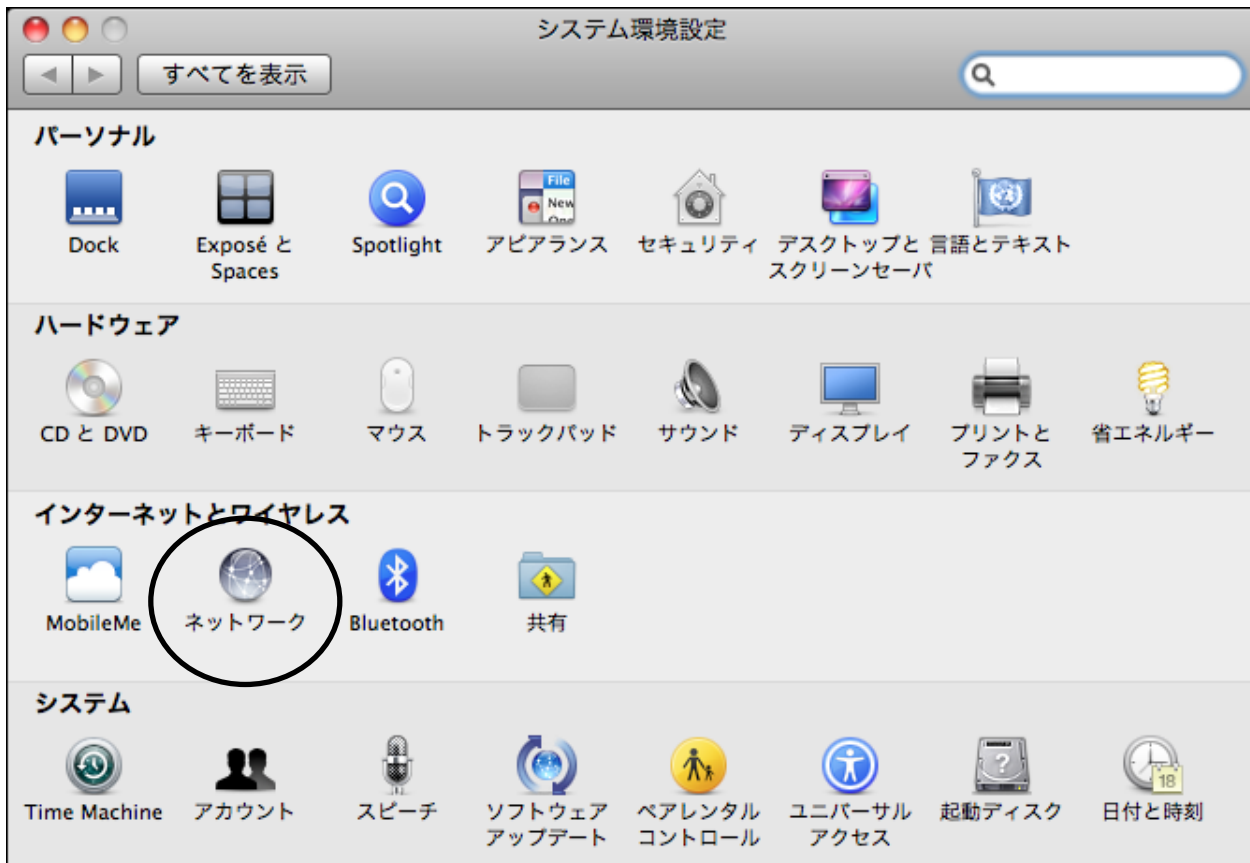 システム環境設定
すべてを表示
パーソナル
File
New
One
Dock
Exposé と
Spaces
Spotlight
アピアランス
セキュリティ
デスクトップと
スクリーンセーバ
言語とテキスト
ハードウェア
CD と DVD
キーボード
マウス
トラックパッド
サウンド
ディスプレイ
プリントと
ファクス
省エネルギー
インターネットとワイヤレス
MobileMe
ネットワーク
Bluetooth
共有
システム
18
Time Machine
アカウント
スピーチ
ソフトウェア
アップデート
ペアレンタル
コントロール
ユニバーサル
アクセス
起動ディスク
日付と時刻